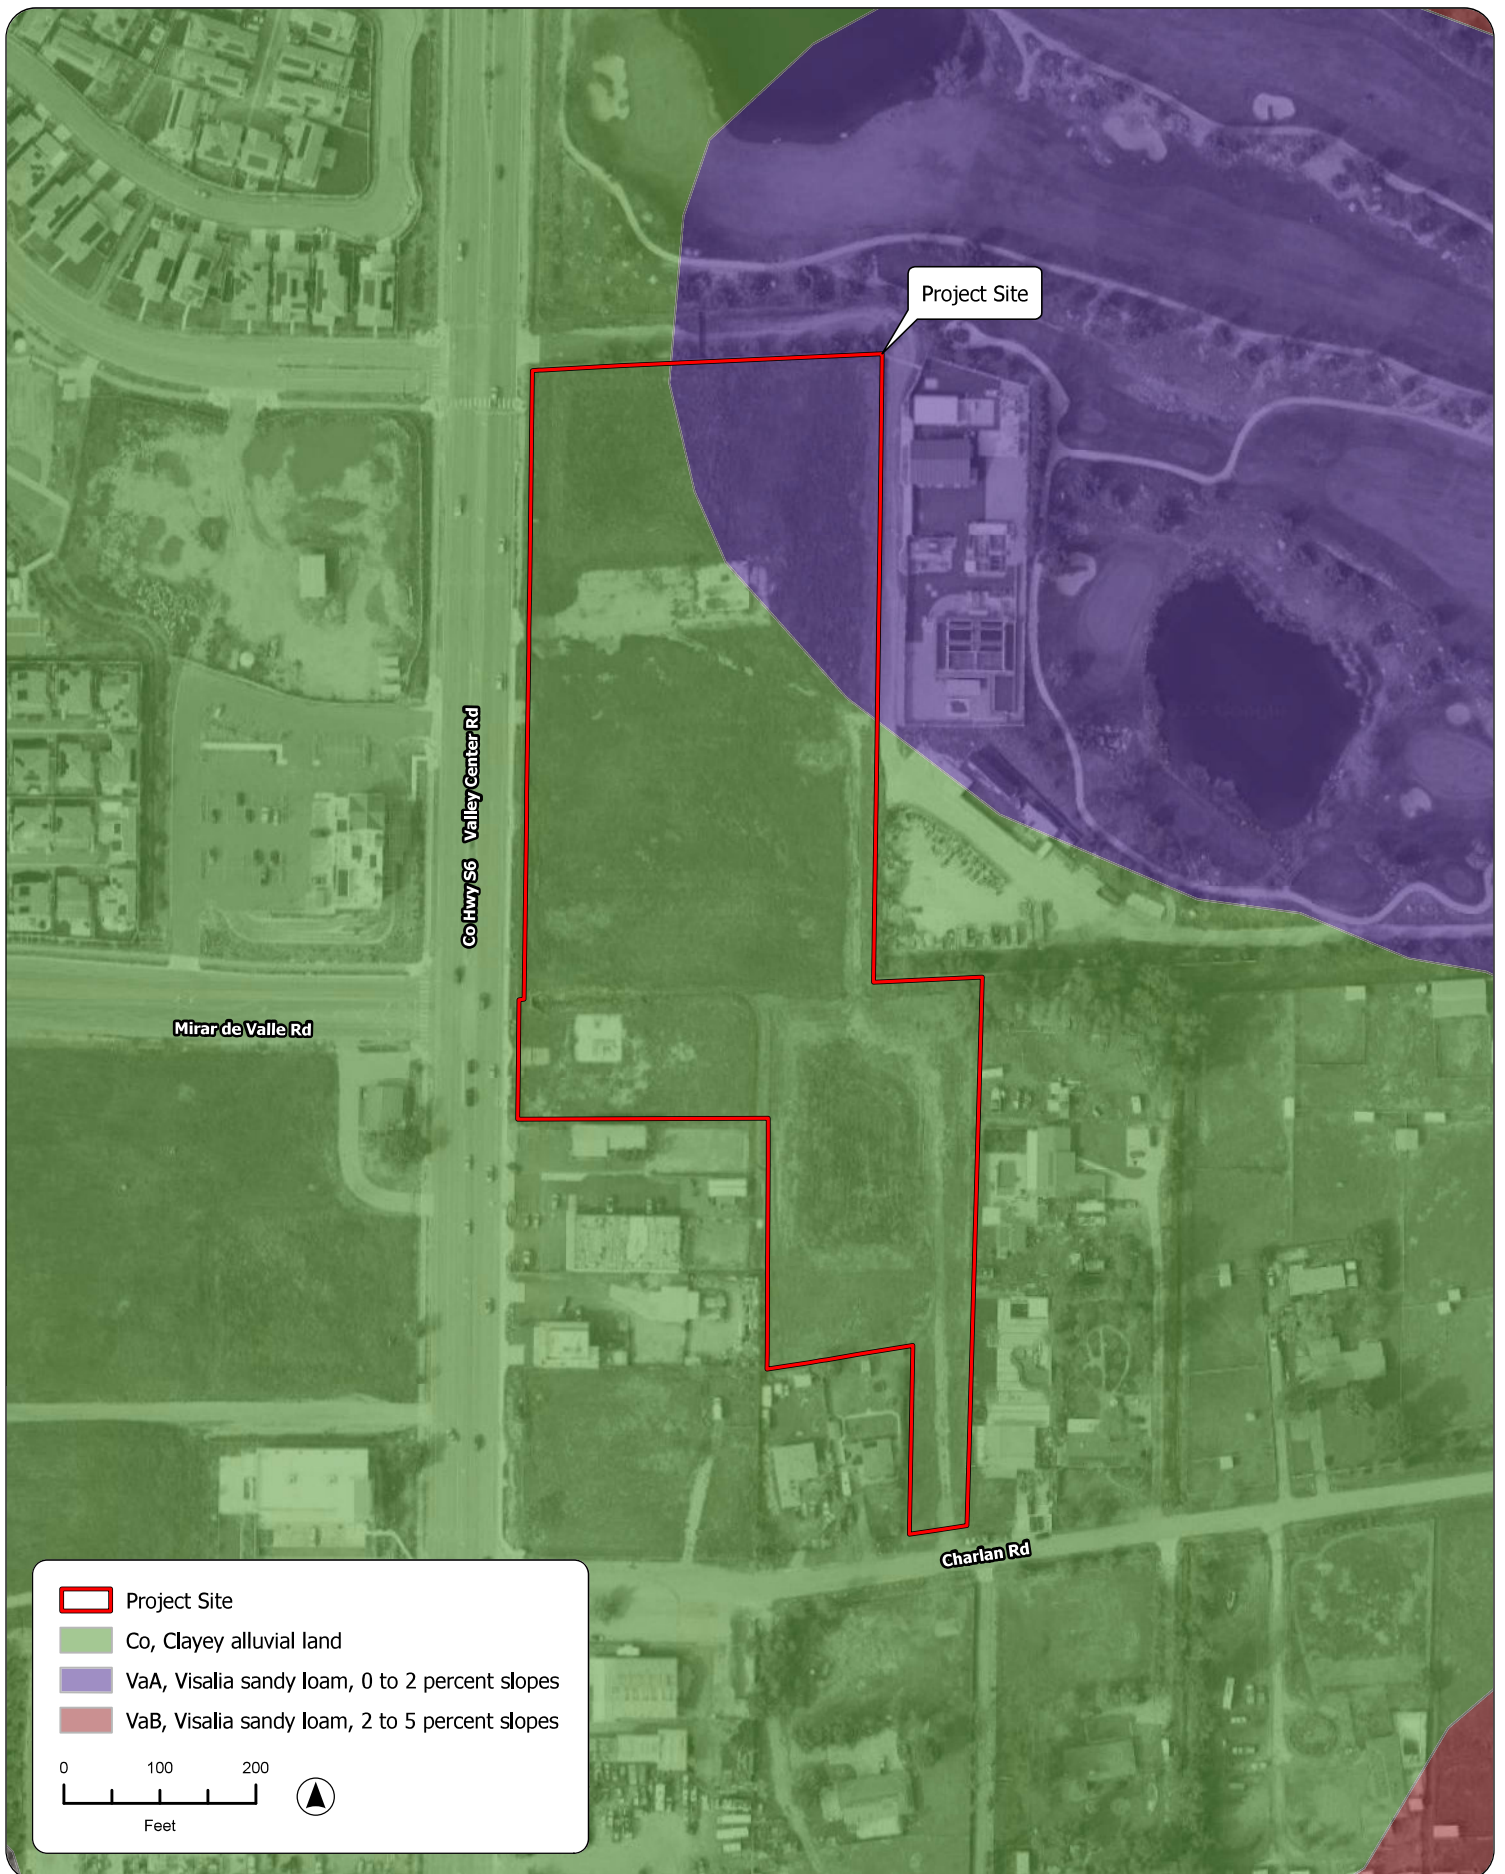 Project Site
Co Hwy S6 Valley Center Rd
Mirar de Valle Rd
Charlan Rd
Project Site
Co, Clayey alluvial land
VaA, Visalia sandy loam, 0 to 2 percent slopes
VaB, Visalia sandy loam, 2 to 5 percent slopes
0 100 200
Feet